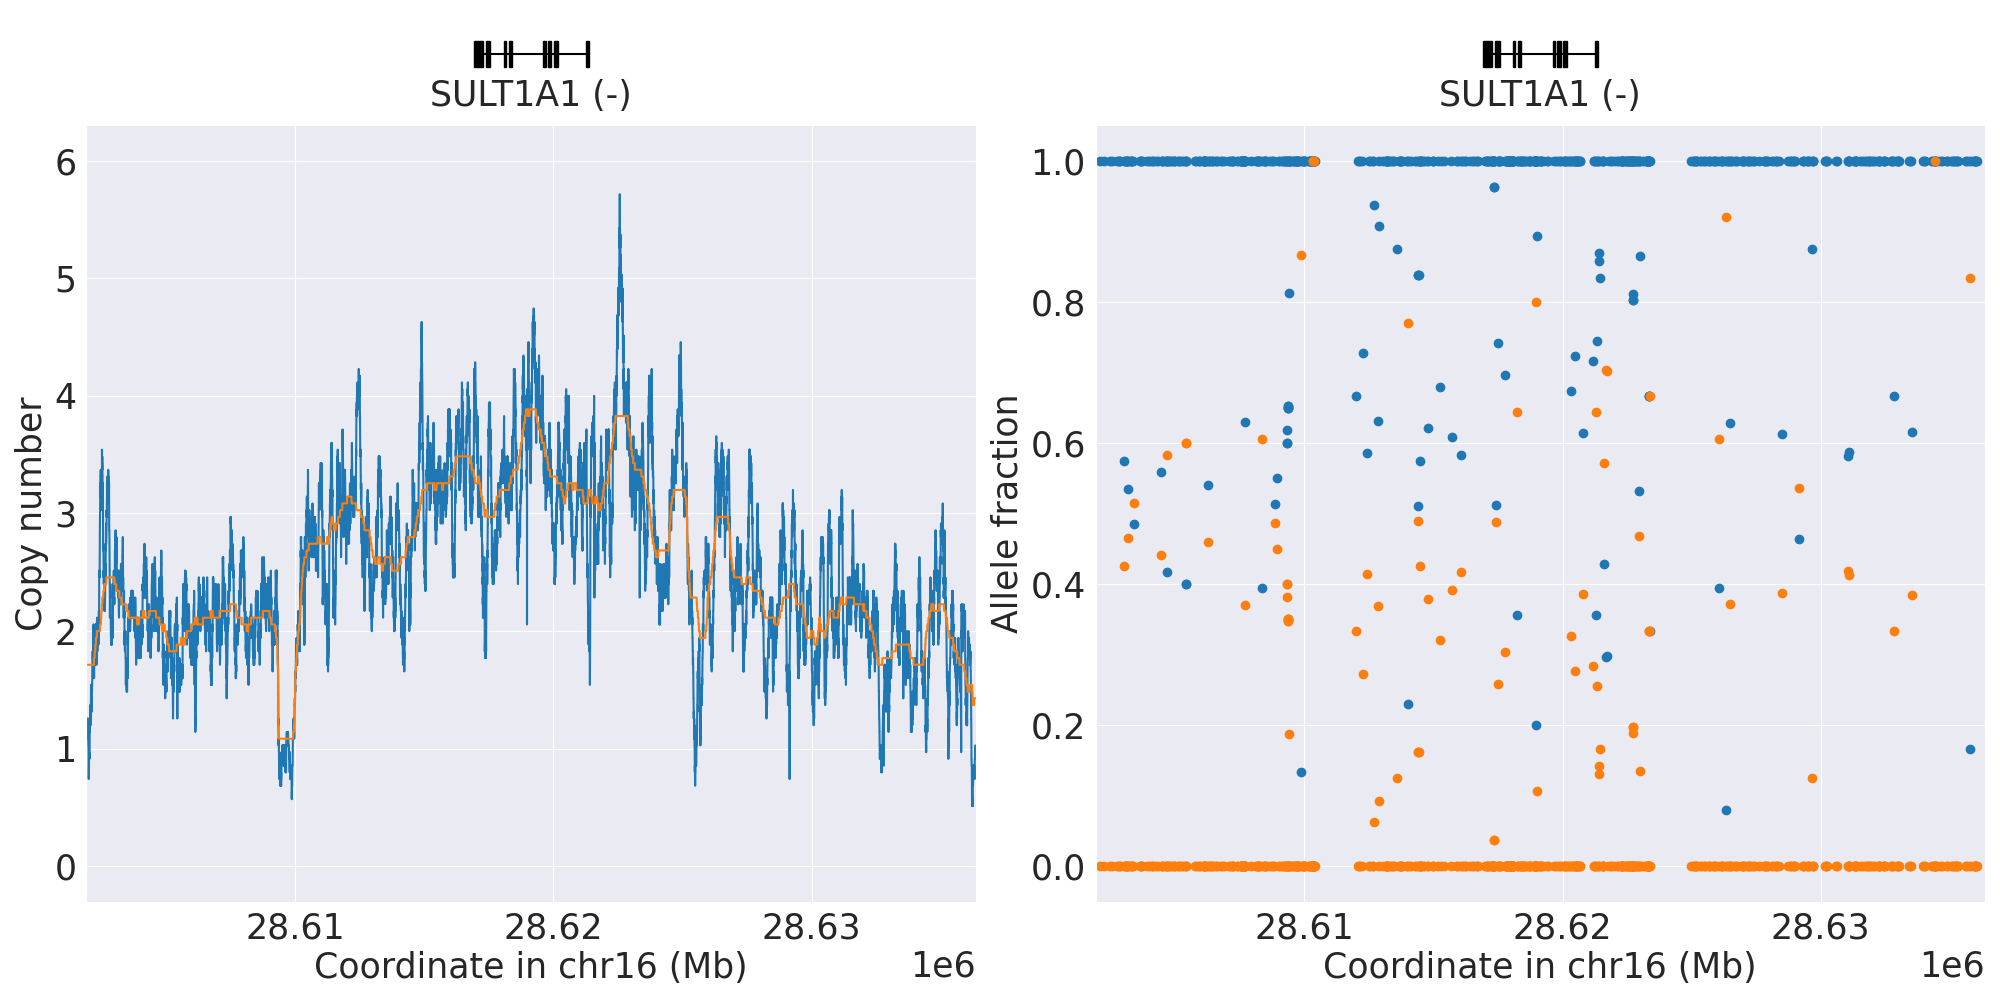 SULT1A1 (-)
Copy number
6
5
4
3
2
1
0
28.61
28.62
28.63
Coordinate in chr16 (Mb)
1e6
SULT1A1 (-)
Allele fraction
1.0
0.8
0.6
0.4
0.2
0.0
28.61
28.62
28.63
Coordinate in chr16 (Mb)
1e6